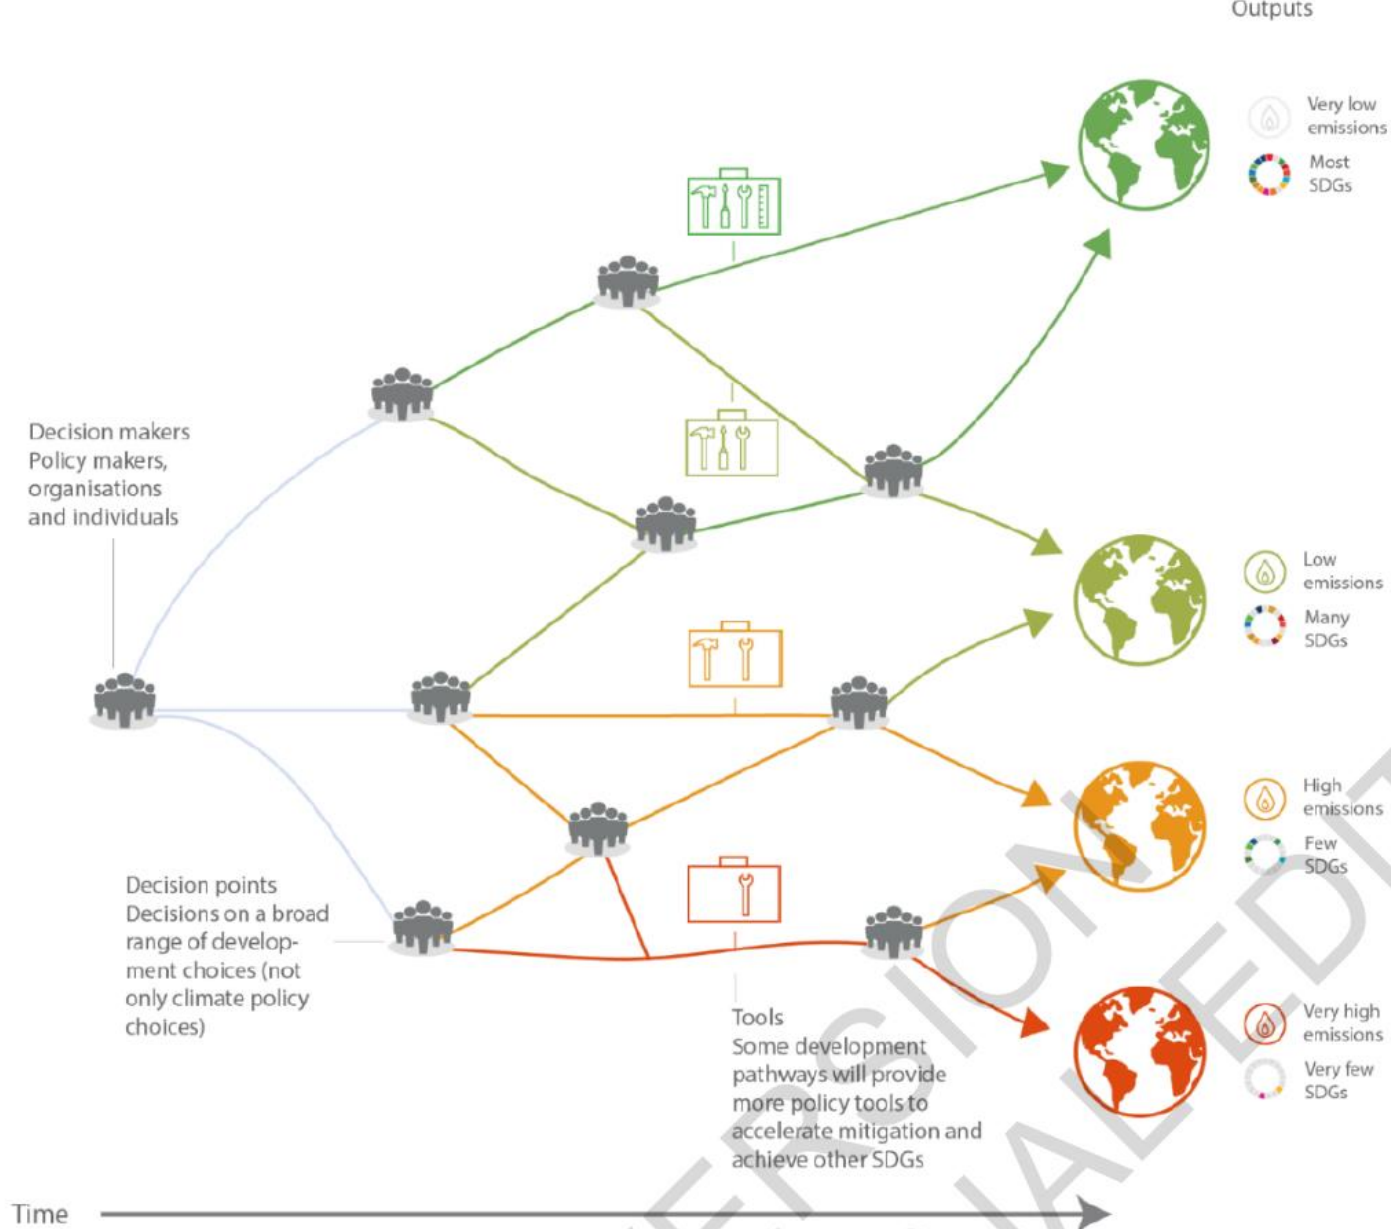 Outputs
Very low
emissions
Most
SDGs
Decision makers
Policy makers,
organisations
and individuals
Low
emissions
Many
SDGs
High
emissions
Few
SDGs
Decision points
Decisions on a broad
range of develop-
ment choices (not
only climate policy
choices)
Tools
Some development
pathways will provide
more policy tools to
accelerate mitigation and
achieve other SDGs
Very high
emissions
Very few
SDGs
Time